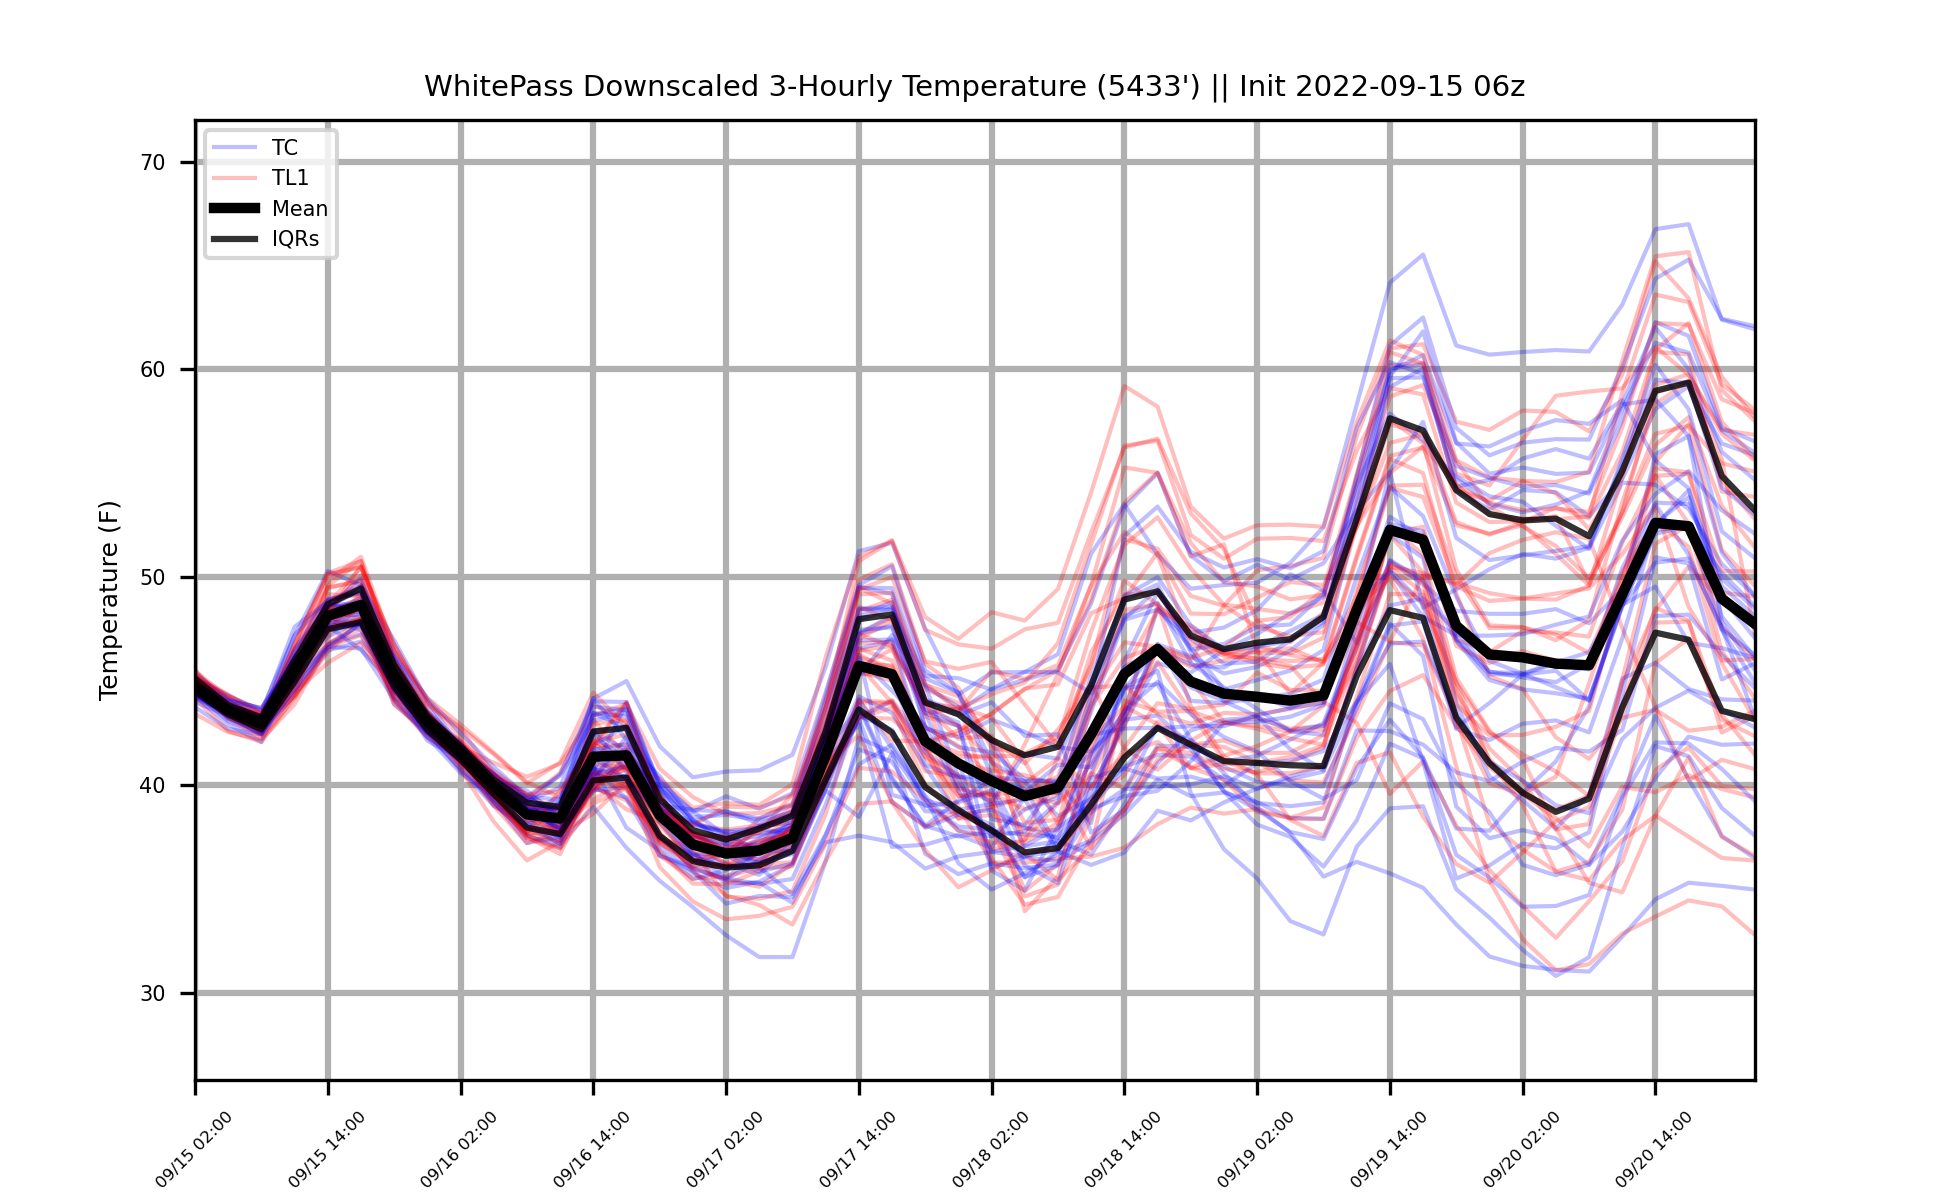 WhitePass Downscaled 3-Hourly Temperature (5433') || Init 2022-09-15 06z
TC
TL1
Mean
IQRs
Temperature (F)
70
60
50
40
30
09/15 02:00
09/15 14:00
09/16 02:00
09/16 14:00
09/17 02:00
09/17 14:00
09/18 02:00
09/18 14:00
09/19 02:00
09/19 14:00
09/20 02:00
09/20 14:00